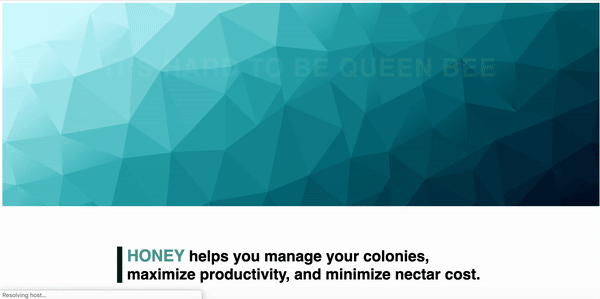 IT'S HARD TO BE QUEEN BEE
HONEY helps you manage your colonies,
maximize productivity, and minimize nectar cost.
Resolving host...